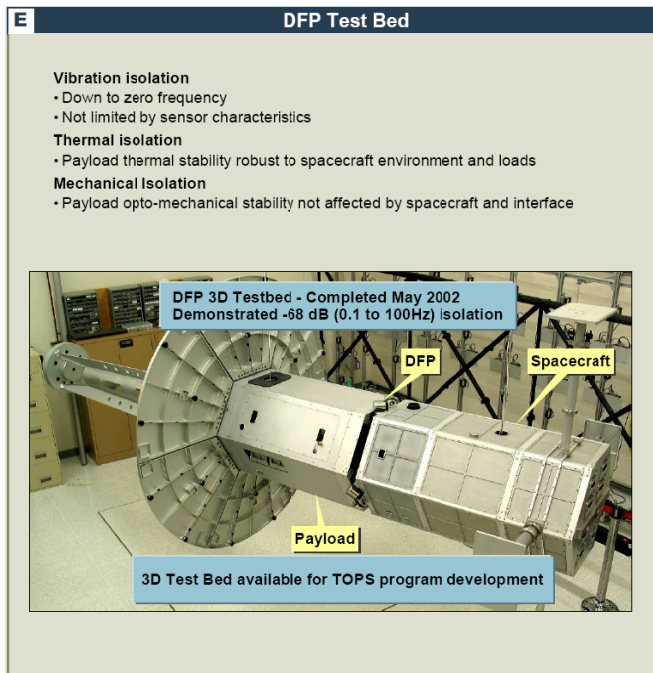 E
DFP Test Bed
Vibration isolation
• Down to zero frequency
• Not limited by sensor characteristics
Thermal isolation
• Payload thermal stability robust to spacecraft environment and loads
Mechanical Isolation
• Payload opto-mechanical stability not affected by spacecraft and interface
DFP 3D Testbed - Completed May 2002
Demonstrated -68 dB (0.1 to 100Hz) isolation
DFP
Spacecraft
Payload
3D Test Bed available for TOPS program development